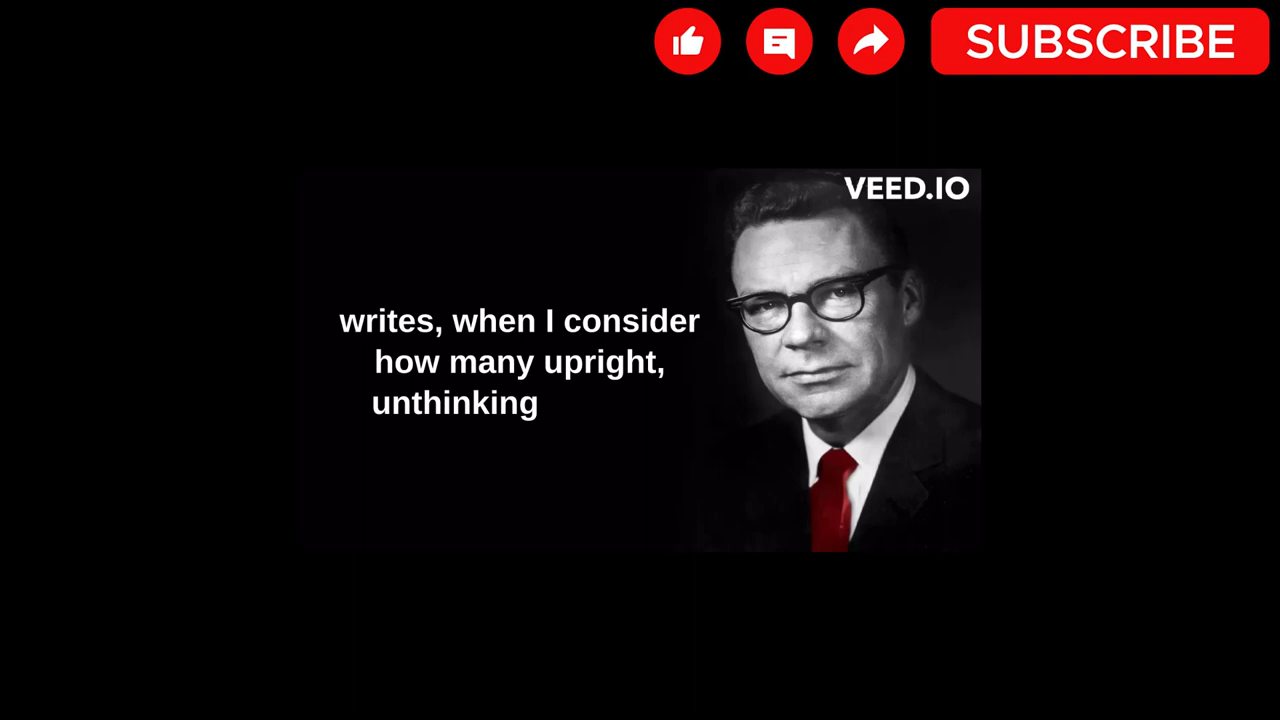 SUBSCRIBE
VEED.IO
writes, when I consider
how many upright,
unthinking